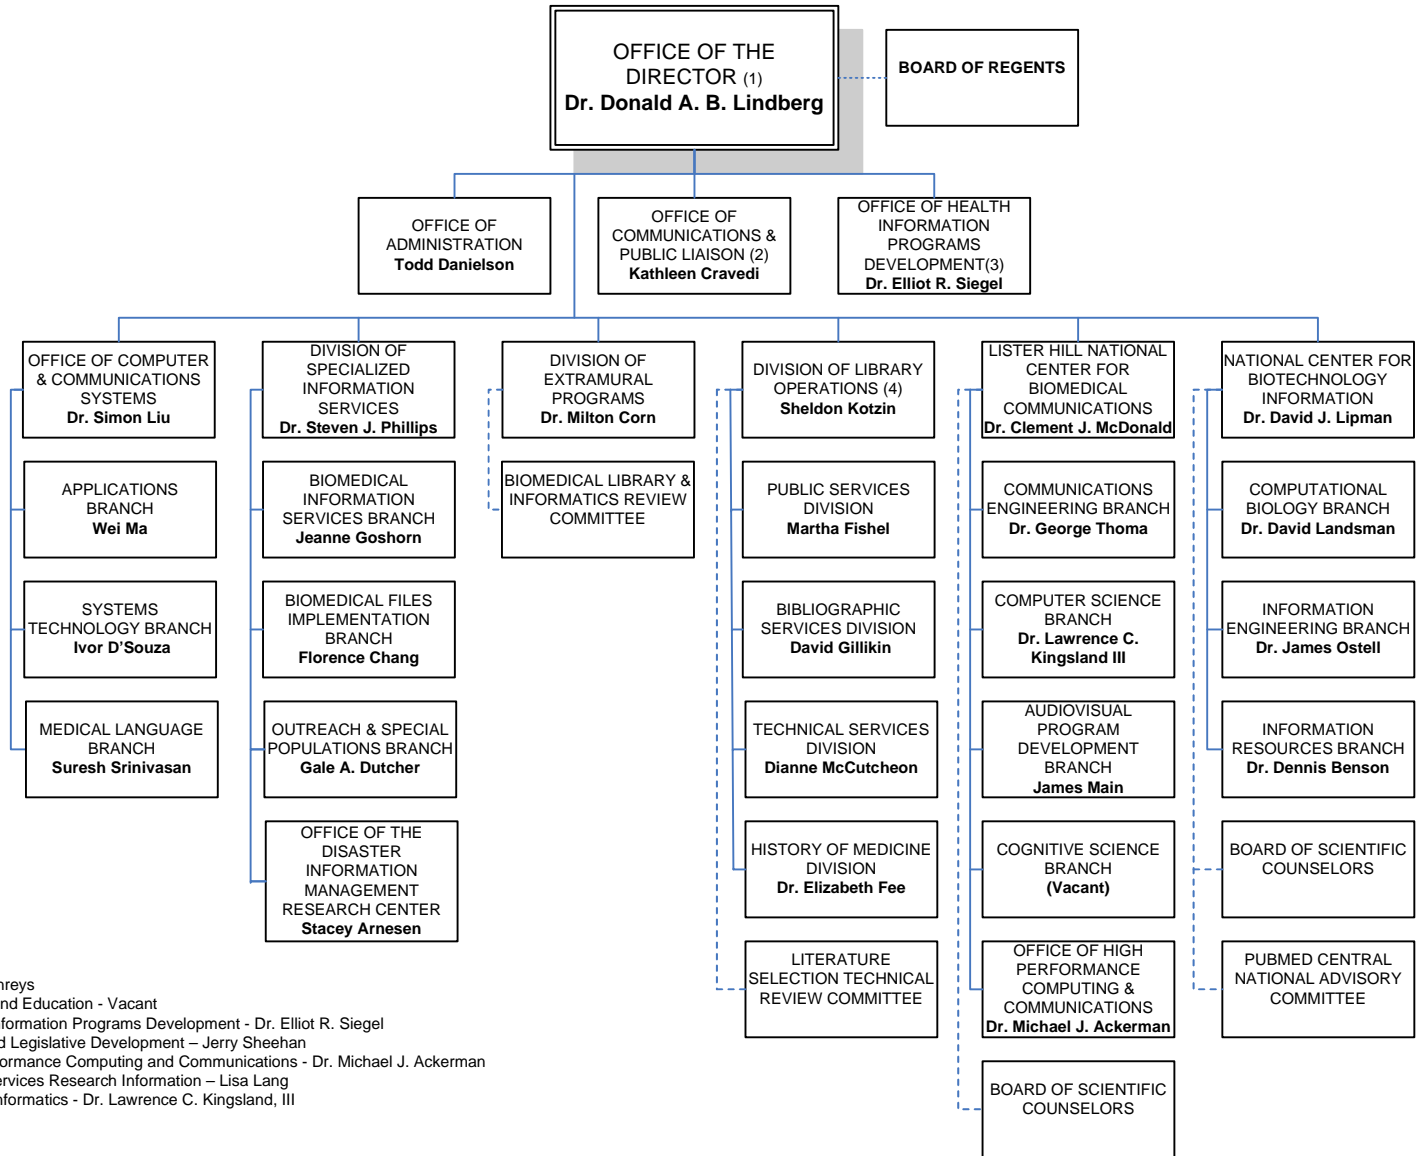 OFFICE OF THE
DIRECTOR (1)
Dr. Donald A. B. Lindberg
BOARD OF REGENTS
OFFICE OF
ADMINISTRATION
Todd Danielson
OFFICE OF
COMMUNICATIONS &
PUBLIC LIAISON (2)
Kathleen Cravedi
OFFICE OF HEALTH
INFORMATION
PROGRAMS
DEVELOPMENT(3)
Dr. Elliot R. Siegel
OFFICE OF COMPUTER
& COMMUNICATIONS
SYSTEMS
Dr. Simon Liu
APPLICATIONS
BRANCH
Wei Ma
SYSTEMS
TECHNOLOGY BRANCH
Ivor D’Souza
MEDICAL LANGUAGE
BRANCH
Suresh Srinivasan
DIVISION OF
SPECIALIZED
INFORMATION
SERVICES
Dr. Steven J. Phillips
BIOMEDICAL
INFORMATION
SERVICES BRANCH
Jeanne Goshorn
BIOMEDICAL FILES
IMPLEMENTATION
BRANCH
Florence Chang
OUTREACH & SPECIAL
POPULATIONS BRANCH
Gale A. Dutcher
OFFICE OF THE
DISASTER
INFORMATION
MANAGEMENT
RESEARCH CENTER
Stacey Arnesen
DIVISION OF
EXTRAMURAL
PROGRAMS
Dr. Milton Corn
BIOMEDICAL LIBRARY &
INFORMATICS REVIEW
COMMITTEE
DIVISION OF LIBRARY
OPERATIONS (4)
Sheldon Kotzin
PUBLIC SERVICES
DIVISION
Martha Fishel
BIBLIOGRAPHIC
SERVICES DIVISION
David Gillikin
TECHNICAL SERVICES
DIVISION
Dianne McCutcheon
HISTORY OF MEDICINE
DIVISION
Dr. Elizabeth Fee
LITERATURE
SELECTION TECHNICAL
REVIEW COMMITTEE
LISTER HILL NATIONAL
CENTER FOR
BIOMEDICAL
COMMUNICATIONS
Dr. Clement J. McDonald
COMMUNICATIONS
ENGINEERING BRANCH
Dr. George Thoma
COMPUTER SCIENCE
BRANCH
Dr. Lawrence C.
Kingsland III
AUDIOVISUAL
PROGRAM
DEVELOPMENT
BRANCH
James Main
COGNITIVE SCIENCE
BRANCH
(Vacant)
OFFICE OF HIGH
PERFORMANCE
COMPUTING &
COMMUNICATIONS
Dr. Michael J. Ackerman
BOARD OF SCIENTIFIC
COUNSELORS
NATIONAL CENTER FOR
BIOTECHNOLOGY
INFORMATION
Dr. David J. Lipman
COMPUTATIONAL
BIOLOGY BRANCH
Dr. David Landsman
INFORMATION
ENGINEERING BRANCH
Dr. James Ostell
INFORMATION
RESOURCES BRANCH
Dr. Dennis Benson
BOARD OF SCIENTIFIC
COUNSELORS
PUBMED CENTRAL
NATIONAL ADVISORY
COMMITTEE
hreys
nd Education - Vacant
formation Programs Development - Dr. Elliot R. Siegel
d Legislative Development – Jerry Sheehan
ormance Computing and Communications - Dr. Michael J. Ackerman
ervices Research Information – Lisa Lang
nformatics - Dr. Lawrence C. Kingsland, III